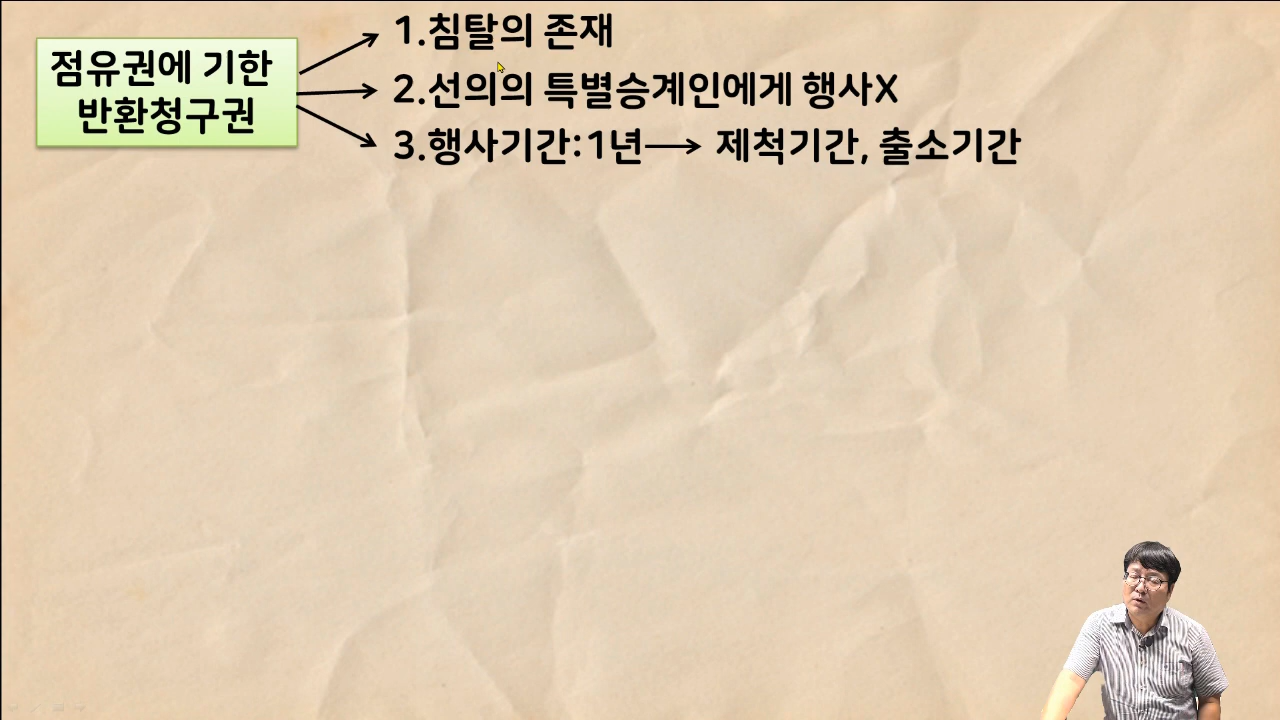 점유권에 기한
반환청구권
1.침탈의 존재
2.선의의 특별승계인에게 행사X
3.행사기간:1년→ 제척기간, 출소기간